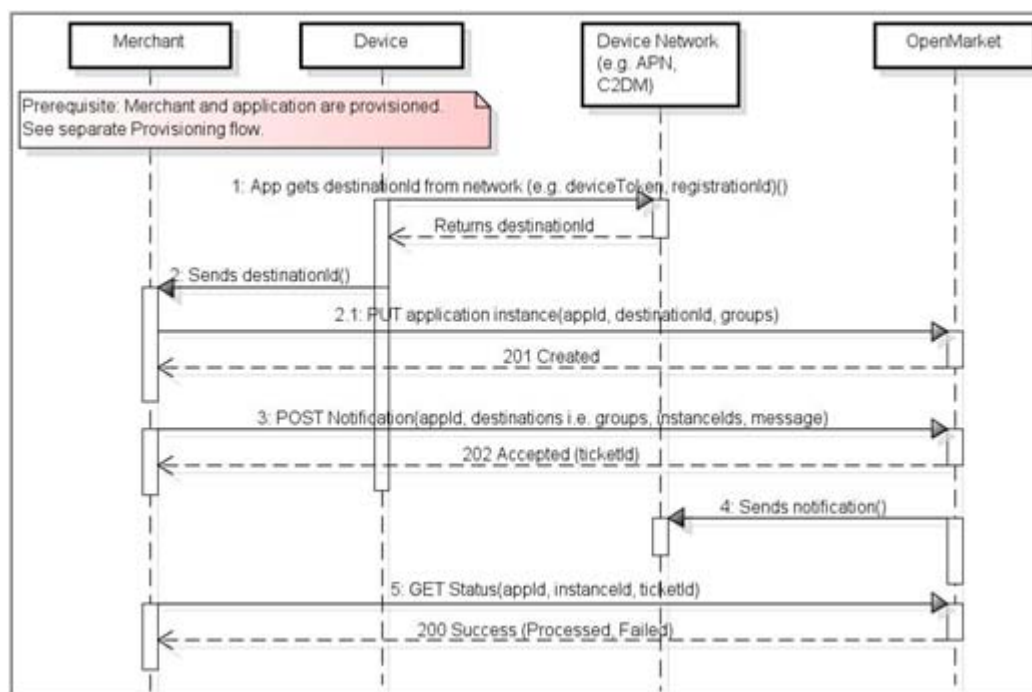 Merchant
Device
Device Network
(e.g. APN,
C2DM)
OpenMarket
Prerequisite: Merchant and application are provisioned.
See separate Provisioning flow.
1: App gets destinationId from network (e.g. deviceToken, registrationId)()
Returns destinationId
2: Sends destinationId()
2.1: PUT application instance(appId, destinationId, groups)
201 Created
3: POST Notification(appId, destinations i.e. groups, instanceIds, message)
202 Accepted (ticketId)
4: Sends notification()
5: GET Status(appId, instanceId, ticketId)
200 Success (Processed, Failed)